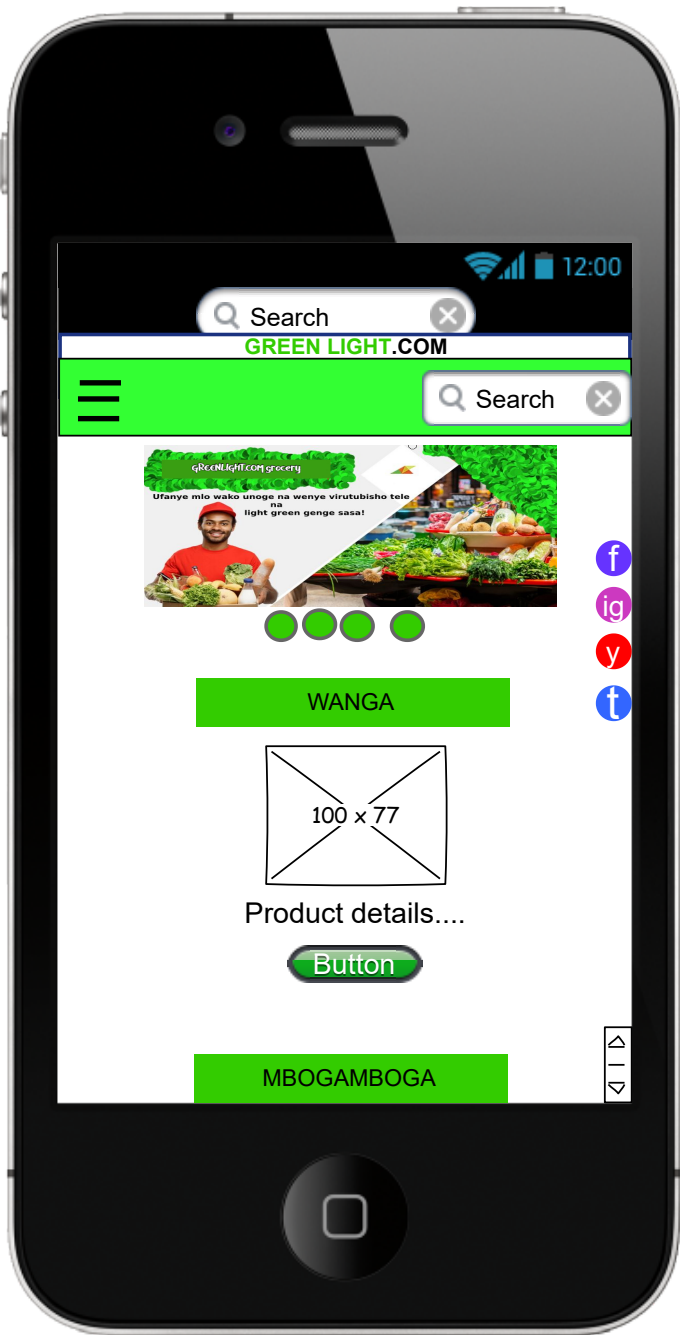 12:00
Search
GREEN LIGHT.COM
Search
GREENLIGHT.COM grocery
Ufanye mlo wako unoge na wenye virutubisho tele
na
light green genge sasa!
f
ig
y
t
WANGA
100 x 77
Product details....
Button
MBOGAMBOGA